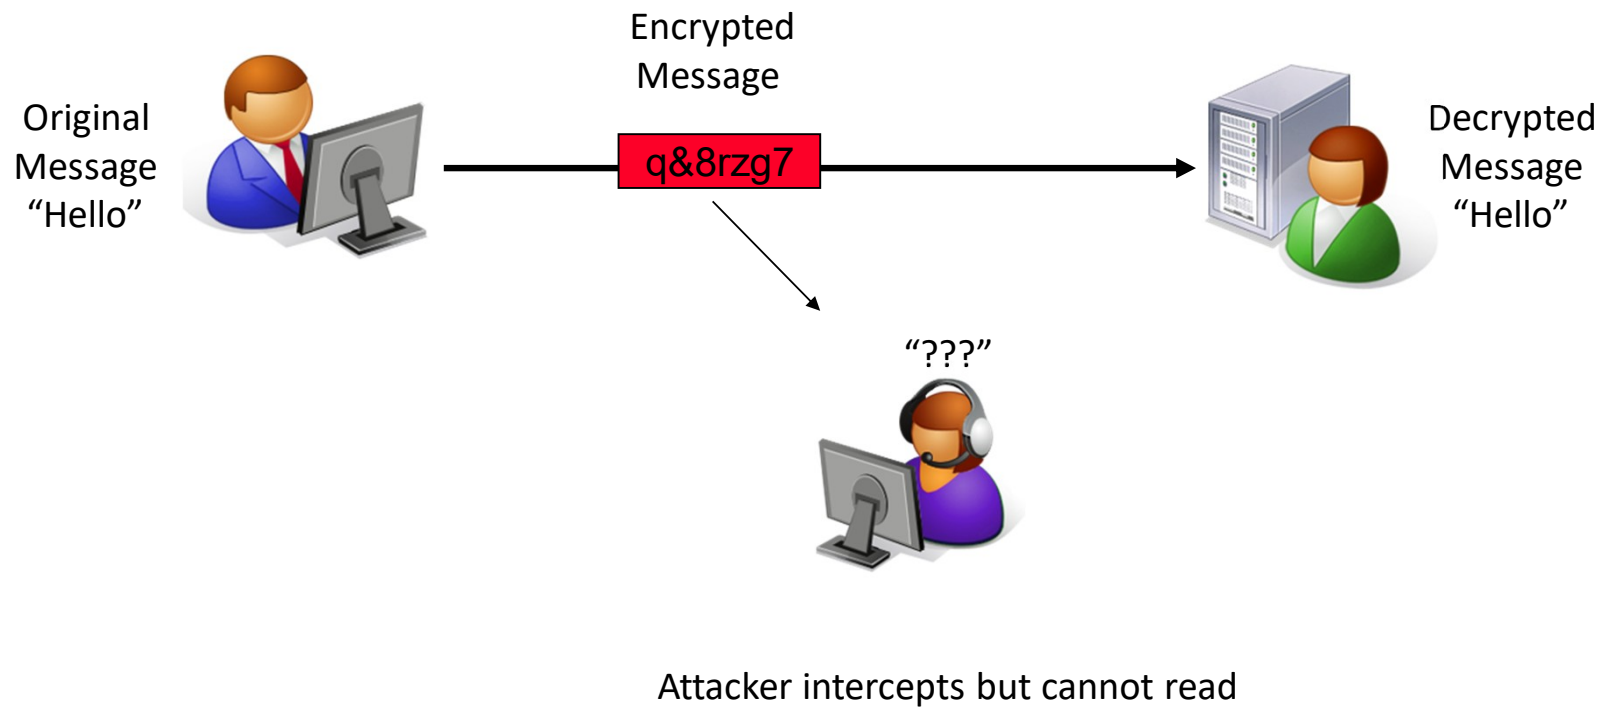 Encrypted
Message
Original
Message
“Hello”
q&8rzg7
Decrypted
Message
“Hello”
“???”
Attacker intercepts but cannot read